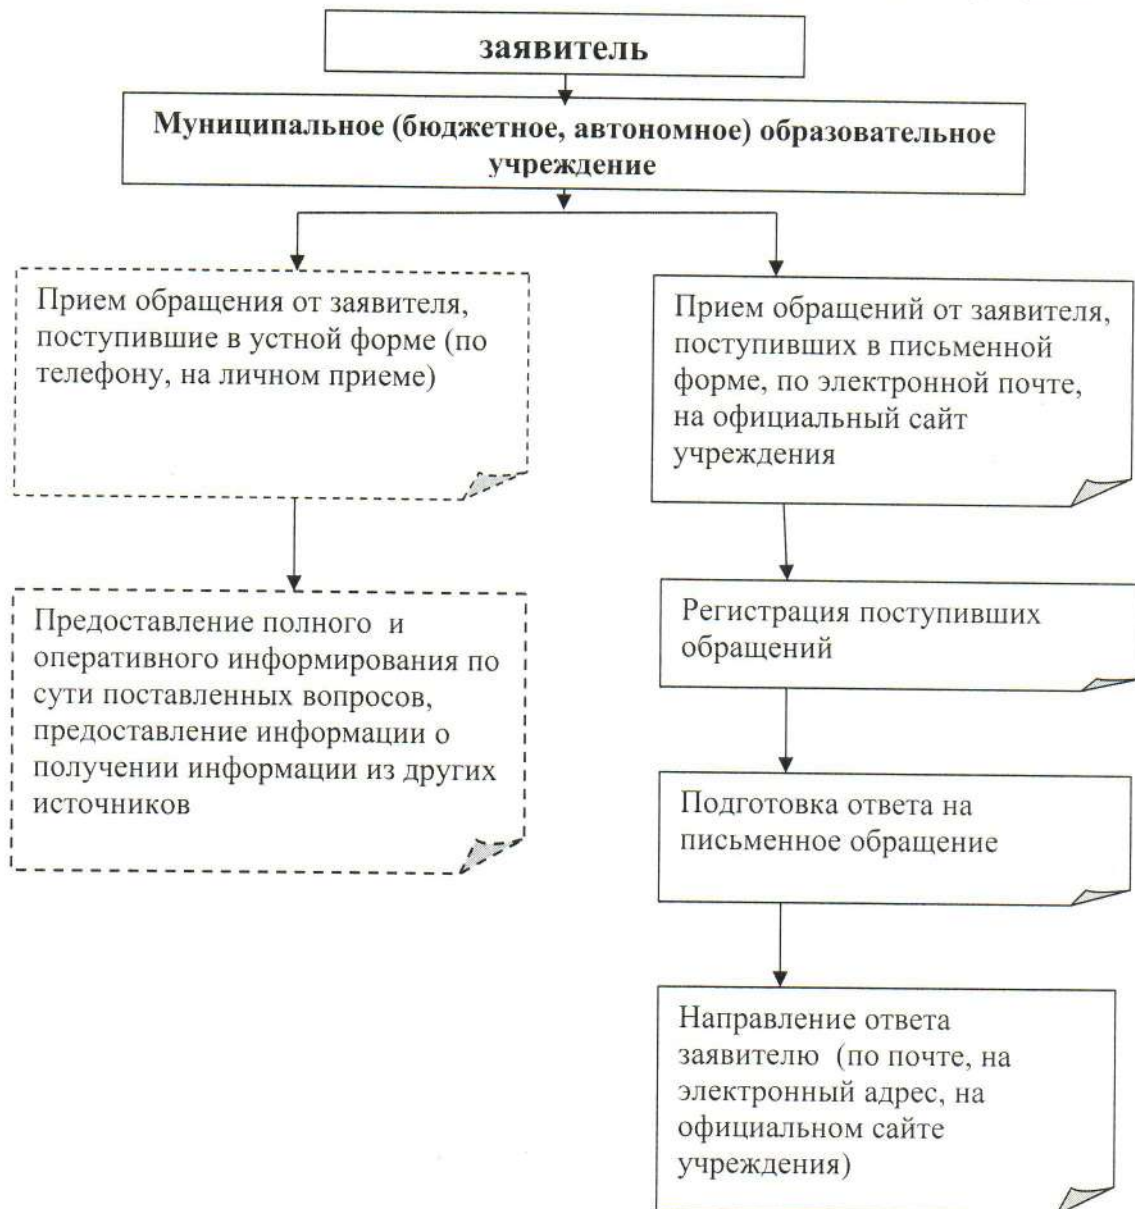 заявитель
Муниципальное (бюджетное, автономное) образовательное
учреждение
Прием обращения от заявителя,
поступившие в устной форме (по
телефону, на личном приеме)
Предоставление полного и
оперативного информирования по
сути поставленных вопросов,
предоставление информации о
получении информации из других
источников
Прием обращений от заявителя,
поступивших в письменной
форме, по электронной почте,
на официальный сайт
учреждения
Регистрация поступивших
обращений
Подготовка ответа на
письменное обращение
Направление ответа
заявителю (по почте, на
электронный адрес, на
официальном сайте
учреждения)